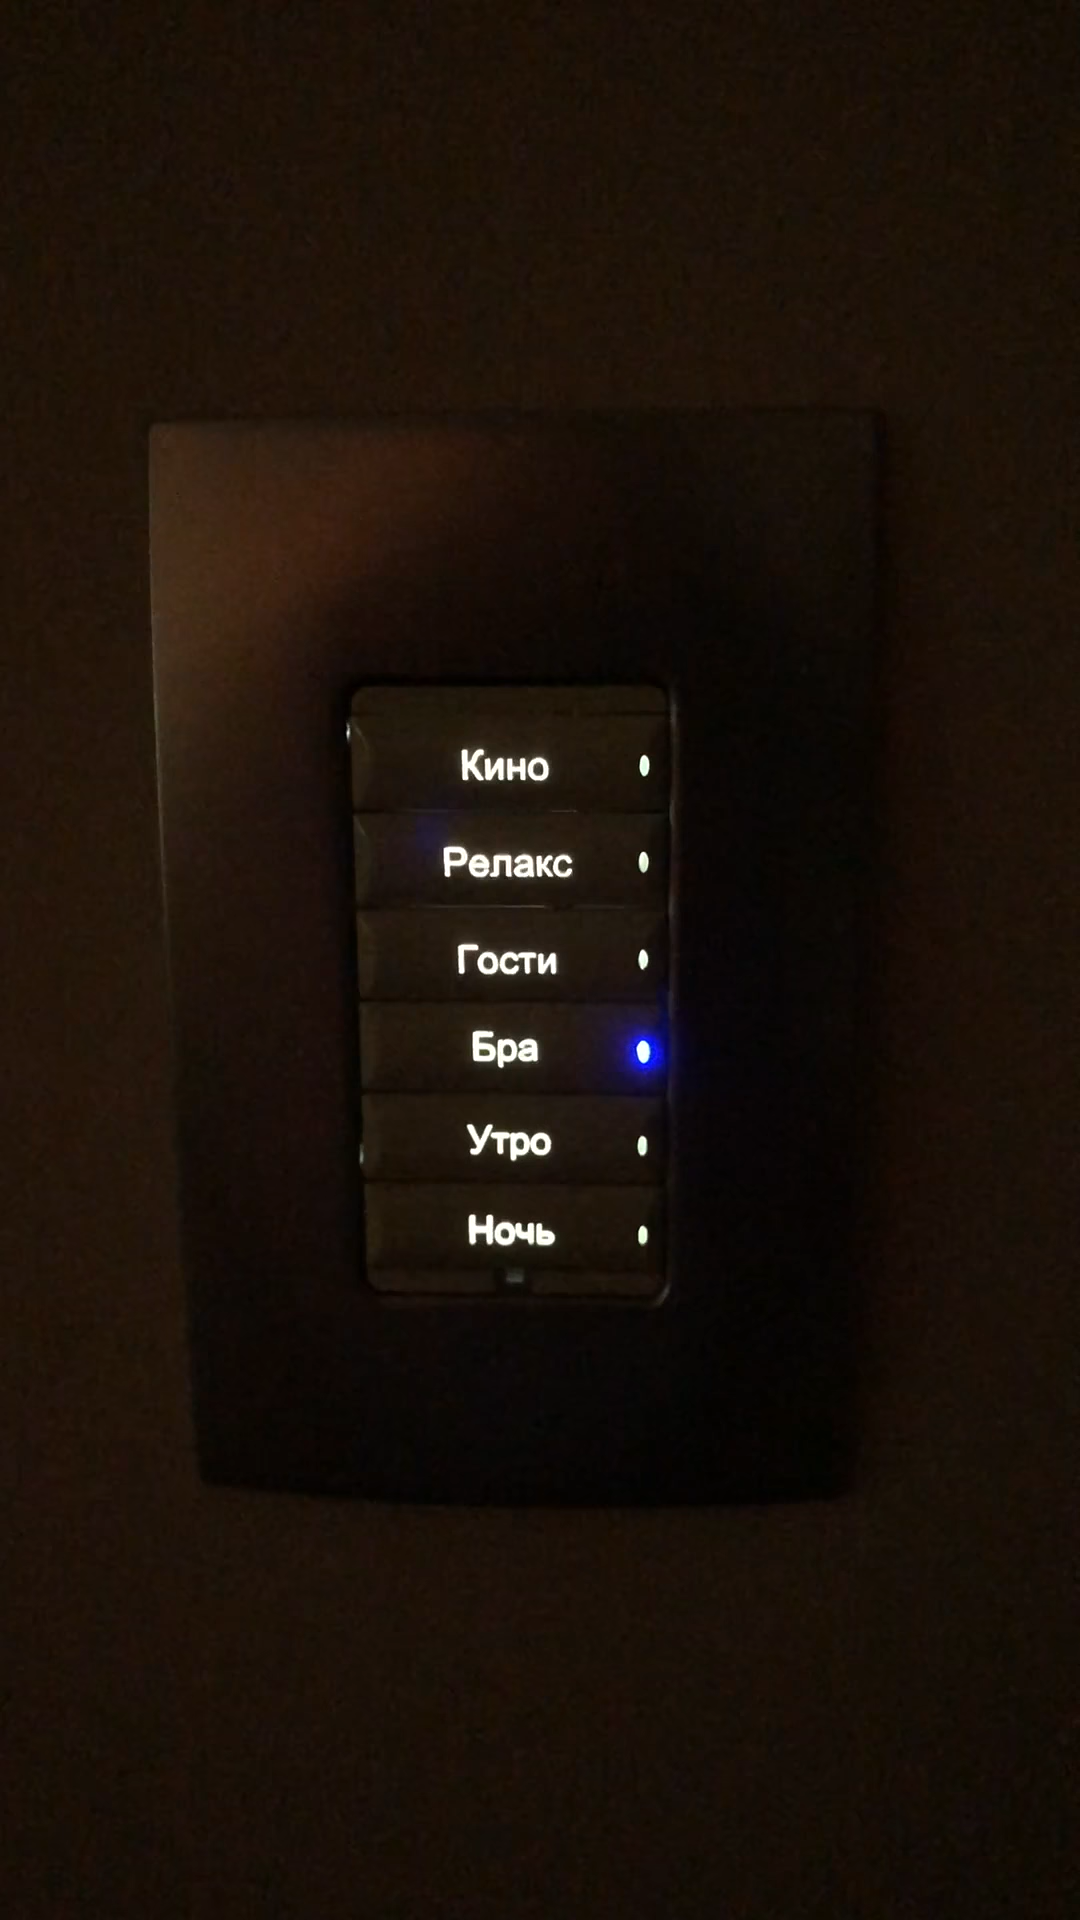 Кино
Релакс
Гости
Бра
Утро
Ночь